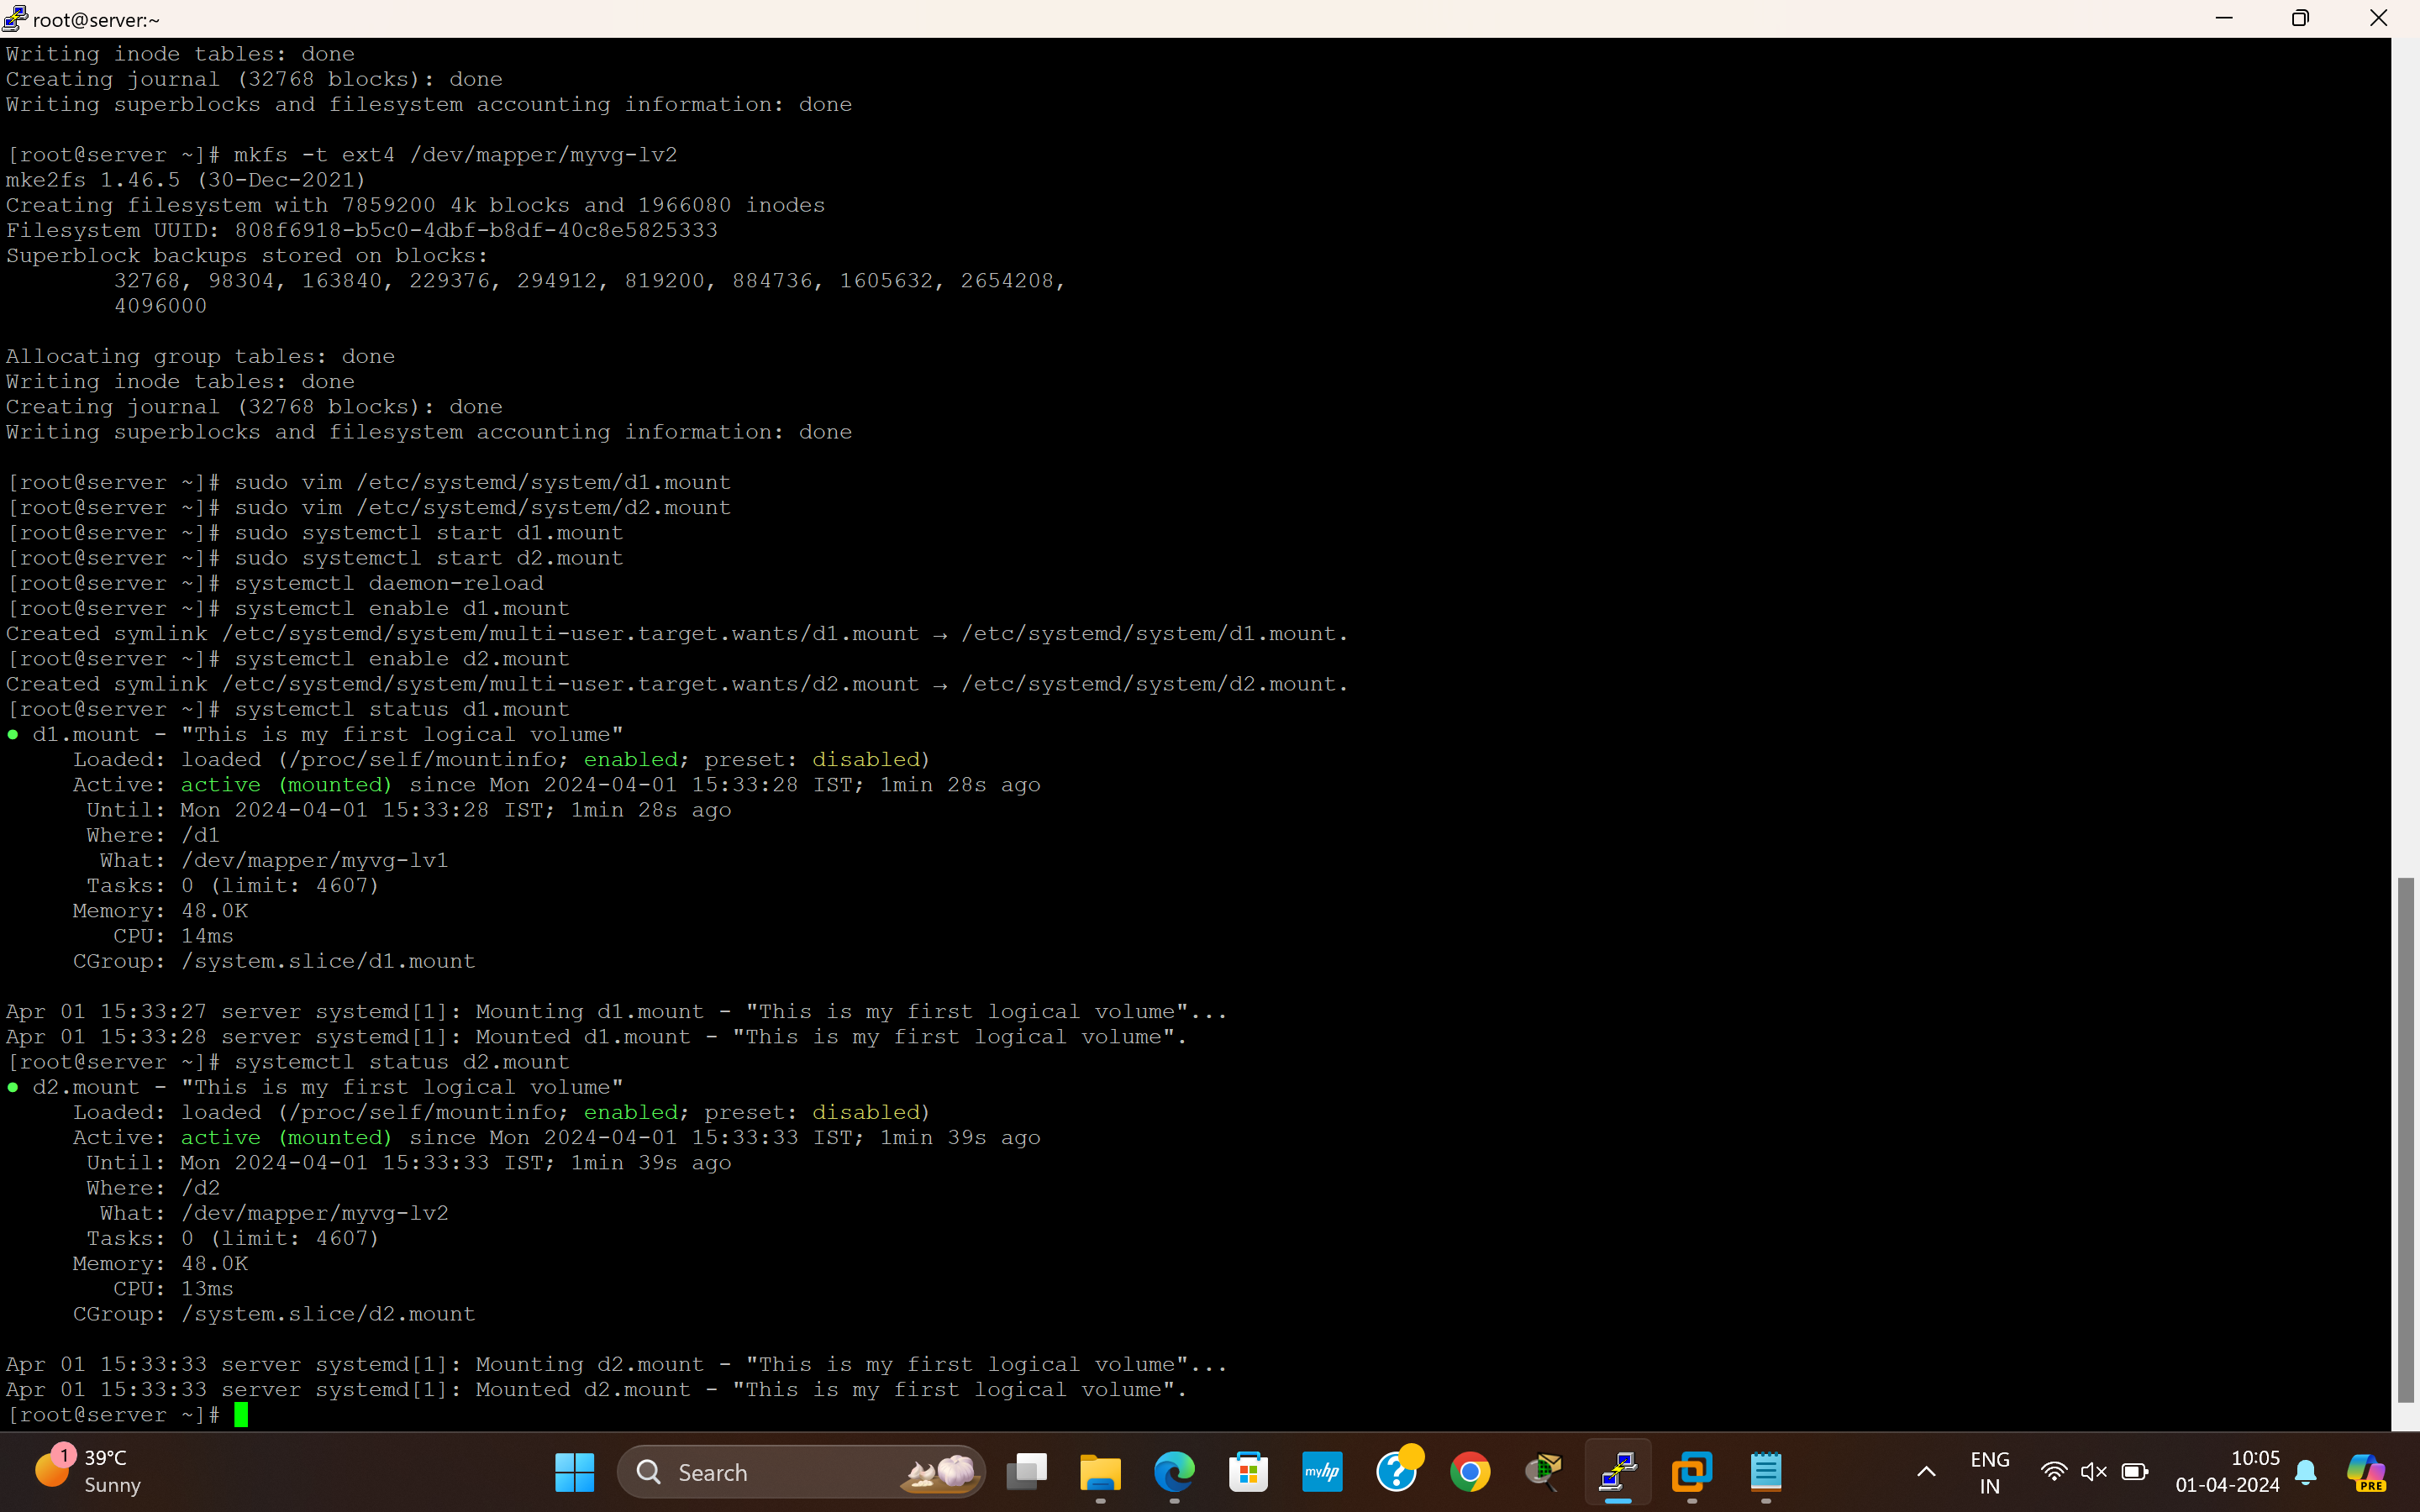 root@server:~
Writing inode tables: done
Creating journal (32768 blocks): done
Writing superblocks and filesystem accounting information: done
[root@server ~]# mkfs -t ext4 /dev/mapper/myvg-lv2
mke2fs 1.46.5 (30-Dec-2021)
Creating filesystem with 7859200 4k blocks and 1966080 inodes
Filesystem UUID: 808f6918-b5c0-4dbf-b8df-40c8e5825333
Superblock backups stored on blocks:
32768, 98304, 163840, 229376, 294912, 819200, 884736, 1605632, 2654208,
4096000
Allocating group tables: done
Writing inode tables: done
Creating journal (32768 blocks): done
Writing superblocks and filesystem accounting information: done
[root@server ~]# sudo vim /etc/systemd/system/d1.mount
[root@server ~]# sudo vim /etc/systemd/system/d2.mount
[root@server ~]# sudo systemctl start d1.mount
[root@server ~]# sudo systemctl start d2.mount
[root@server ~]# systemctl daemon-reload
[root@server ~]# systemctl enable d1.mount
Created symlink /etc/systemd/system/multi-user.target.wants/d1.mount → /etc/systemd/system/d1.mount.
[root@server ~]# systemctl enable d2.mount
Created symlink /etc/systemd/system/multi-user.target.wants/d2.mount → /etc/systemd/system/d2.mount.
[root@server ~]# systemctl status d1.mount
● d1.mount - "This is my first logical volume"
Loaded: loaded (/proc/self/mountinfo; enabled; preset: disabled)
Active: active (mounted) since Mon 2024-04-01 15:33:28 IST; 1min 28s ago
Until: Mon 2024-04-01 15:33:28 IST; 1min 28s ago
Where: /d1
What: /dev/mapper/myvg-lv1
Tasks: 0 (limit: 4607)
Memory: 48.0K
CPU: 14ms
CGroup: /system.slice/d1.mount
Apr 01 15:33:27 server systemd[1]: Mounting d1.mount - "This is my first logical volume"...
Apr 01 15:33:28 server systemd[1]: Mounted d1.mount - "This is my first logical volume".
[root@server ~]# systemctl status d2.mount
● d2.mount - "This is my first logical volume"
Loaded: loaded (/proc/self/mountinfo; enabled; preset: disabled)
Active: active (mounted) since Mon 2024-04-01 15:33:33 IST; 1min 39s ago
Until: Mon 2024-04-01 15:33:33 IST; 1min 39s ago
Where: /d2
What: /dev/mapper/myvg-lv2
Tasks: 0 (limit: 4607)
Memory: 48.0K
CPU: 13ms
CGroup: /system.slice/d2.mount
Apr 01 15:33:33 server systemd[1]: Mounting d2.mount - "This is my first logical volume"...
Apr 01 15:33:33 server systemd[1]: Mounted d2.mount - "This is my first logical volume".
[root@server ~]#
1
39°C
Sunny
Search
myhp
?
ENG
IN
10:05
01-04-2024
PRE